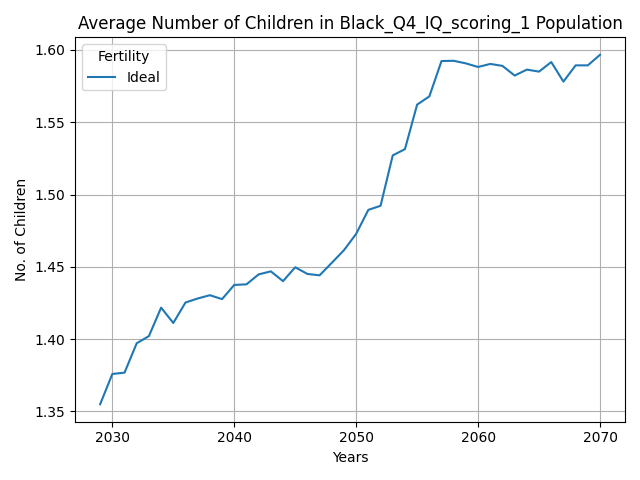 Average Number of Children in Black_Q4_IQ_scoring_1 Population
Fertility
Ideal
No. of Children
1.60
1.55
1.50
1.45
1.40
1.35
2030 2040 2050 2060 2070
Years